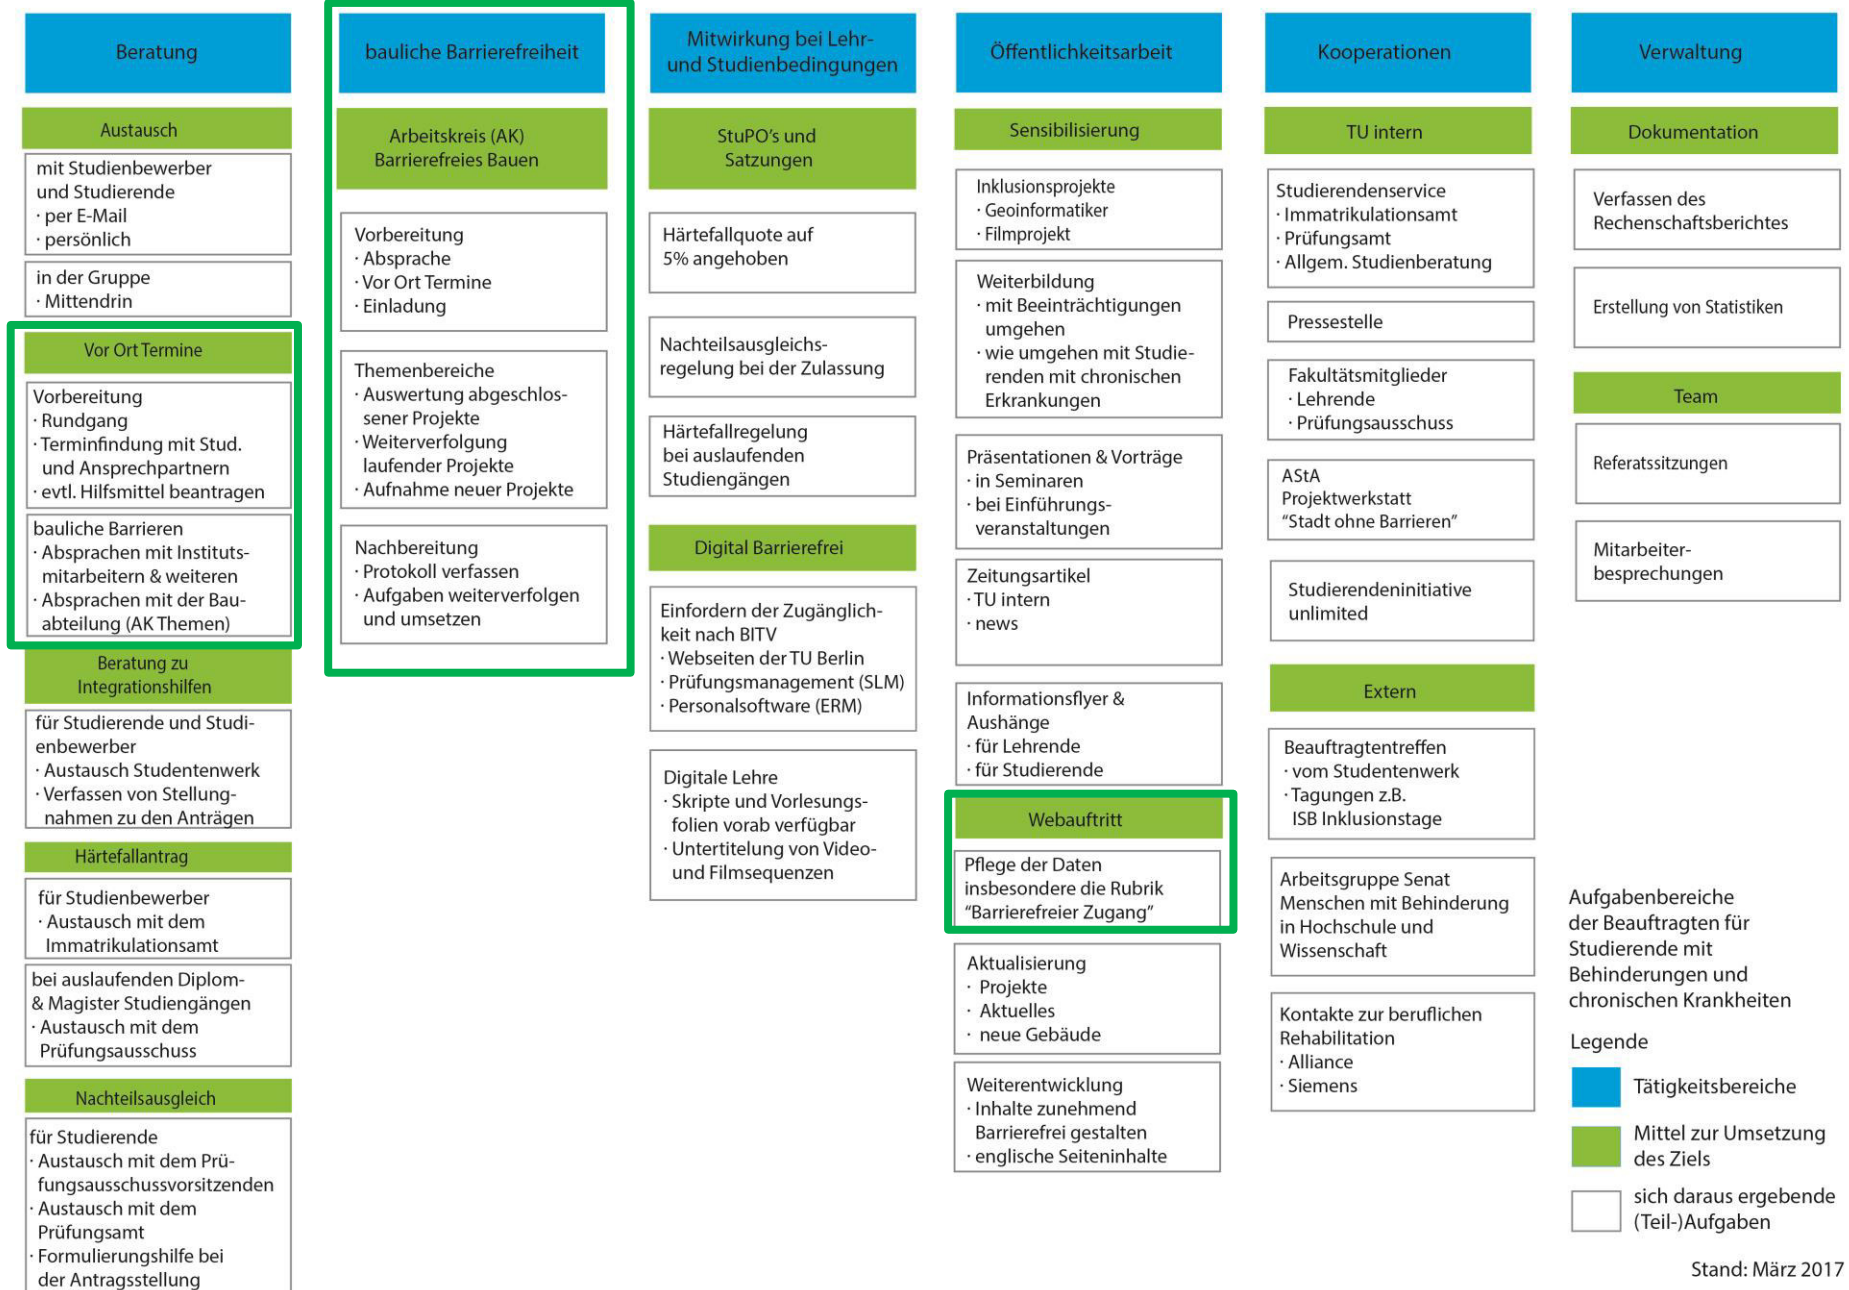 Beratung
Austausch
mit Studienbewerber
und Studierende
· per E-Mail
· persönlich
in der Gruppe
· Mittendrin
Vor Ort Termine
Vorbereitung
· Rundgang
· Terminfindung mit Stud.
und Ansprechpartnern
· evtl. Hilfsmittel beantragen
bauliche Barrieren
· Absprachen mit Instituts-
mitarbeitern & weiteren
· Absprachen mit der Bau-
abteilung (AK Themen)
Beratung zu
Integrationshilfen
für Studierende und Studi-
enbewerber
· Austausch Studentenwerk
· Verfassen von Stellung-
nahmen zu den Anträgen
Härtefallantrag
für Studienbewerber
· Austausch mit dem
Immatrikulationsamt
bei auslaufenden Diplom-
& Magister Studiengängen
· Austausch mit dem
Prüfungsausschuss
Nachteilsausgleich
für Studierende
· Austausch mit dem Prü-
fungsausschussvorsitzenden
· Austausch mit dem
Prüfungsamt
· Formulierungshilfe bei
der Antragsstellung
bauliche Barrierefreiheit
Arbeitskreis (AK)
Barrierefreies Bauen
Vorbereitung
· Absprache
· Vor Ort Termine
· Einladung
Themenbereiche
· Auswertung abgeschlos-
sener Projekte
· Weiterverfolgung
laufender Projekte
· Aufnahme neuer Projekte
Nachbereitung
· Protokoll verfassen
· Aufgaben weiterverfolgen
und umsetzen
Mitwirkung bei Lehr-
und Studienbedingungen
StuPO's und
Satzungen
Härtefallquote auf
5% angehoben
Nachteilsausgleichs-
regelung bei der Zulassung
Härtefallregelung
bei auslaufenden
Studiengängen
Digital Barrierefrei
Einfordern der Zugänglich-
keit nach BITV
· Webseiten der TU Berlin
· Prüfungsmanagement (SLM)
· Personalsoftware (ERM)
Digitale Lehre
· Skripte und Vorlesungs-
folien vorab verfügbar
· Untertitelung von Video-
und Filmsequenzen
Öffentlichkeitsarbeit
Sensibilisierung
Inklusionsprojekte
· Geoinformatiker
· Filmprojekt
Weiterbildung
· mit Beeinträchtigungen
umgehen
· wie umgehen mit Studie-
renden mit chronischen
Erkrankungen
Präsentationen & Vorträge
· in Seminaren
· bei Einführungs-
veranstaltungen
Zeitungsartikel
· TU intern
· news
Informationsflyer &
Aushänge
· für Lehrende
· für Studierende
Webauftritt
Pflege der Daten
insbesondere die Rubrik
“Barrierefreier Zugang”
Aktualisierung
· Projekte
· Aktuelles
· neue Gebäude
Weiterentwicklung
· Inhalte zunehmend
Barrierefrei gestalten
· englische Seiteninhalte
Kooperationen
TU intern
Studierendenservice
· Immatrikulationsamt
· Prüfungsamt
· Allgem. Studienberatung
Pressestelle
Fakultätsmitglieder
· Lehrende
· Prüfungsausschuss
AStA
Projektwerkstatt
“Stadt ohne Barrieren”
Studierendeninitiative
unlimited
Extern
Beauftragtentreffen
· vom Studentenwerk
· Tagungen z.B.
ISB Inklusionstage
Arbeitsgruppe Senat
Menschen mit Behinderung
in Hochschule und
Wissenschaft
Kontakte zur beruflichen
Rehabilitation
· Alliance
· Siemens
Verwaltung
Dokumentation
Verfassen des
Rechenschaftsberichtes
Erstellung von Statistiken
Team
Referatssitzungen
Mitarbeiter-
besprechungen
Aufgabenbereiche
der Beauftragten für
Studierende mit
Behinderungen und
chronischen Krankheiten
Legende
Tätigkeitsbereiche
Mittel zur Umsetzung
des Ziels
sich daraus ergebende
(Teil-)Aufgaben
Stand: März 2017